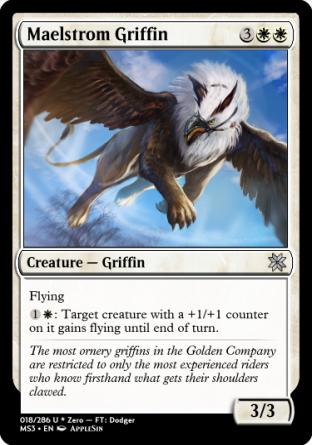 Maelstrom Griffin 3
Creature — Griffin
Flying
1 : Target creature with a +1/+1 counter
on it gains flying until end of turn.
The most ornery griffins in the Golden Company
are restricted to only the most experienced riders
who know firsthand what gets their shoulders
clawed.
3/3
018/286 U * Zero — FT: Dodger
MS3 • EN AppleSin